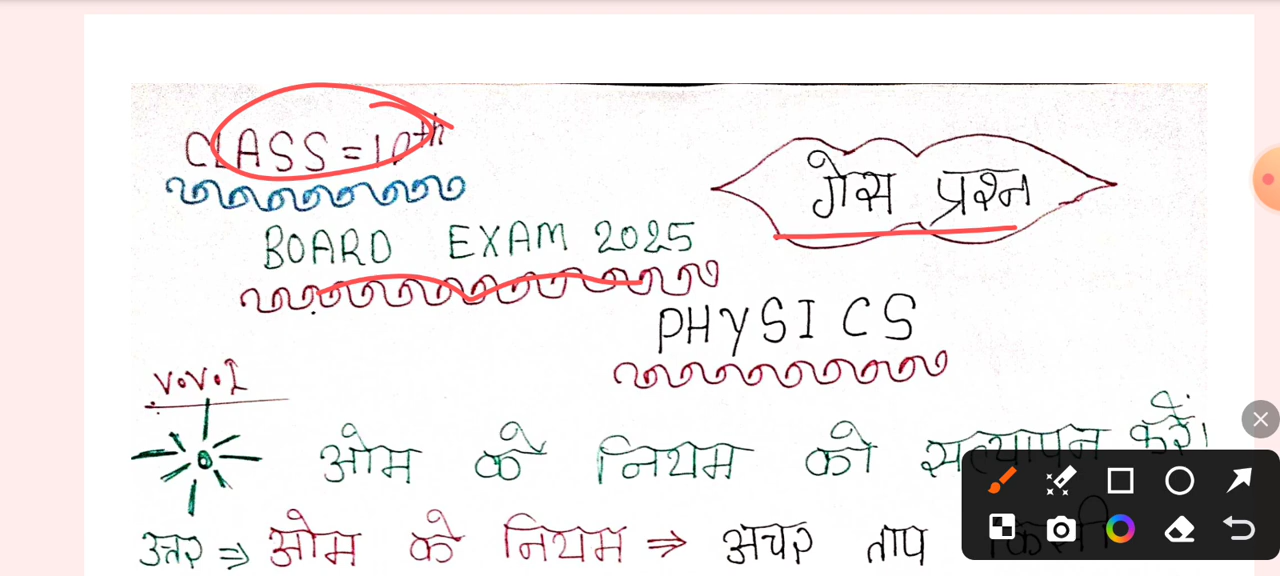 CLASS = 10th
गेस प्रश्न
BOARD EXAM 2025
PHYSICS
V.V.I
ओम के नियम को सत्यापन करें।
उत्तर ⇒ ओम के नियम ⇒ अचर ताप किसी